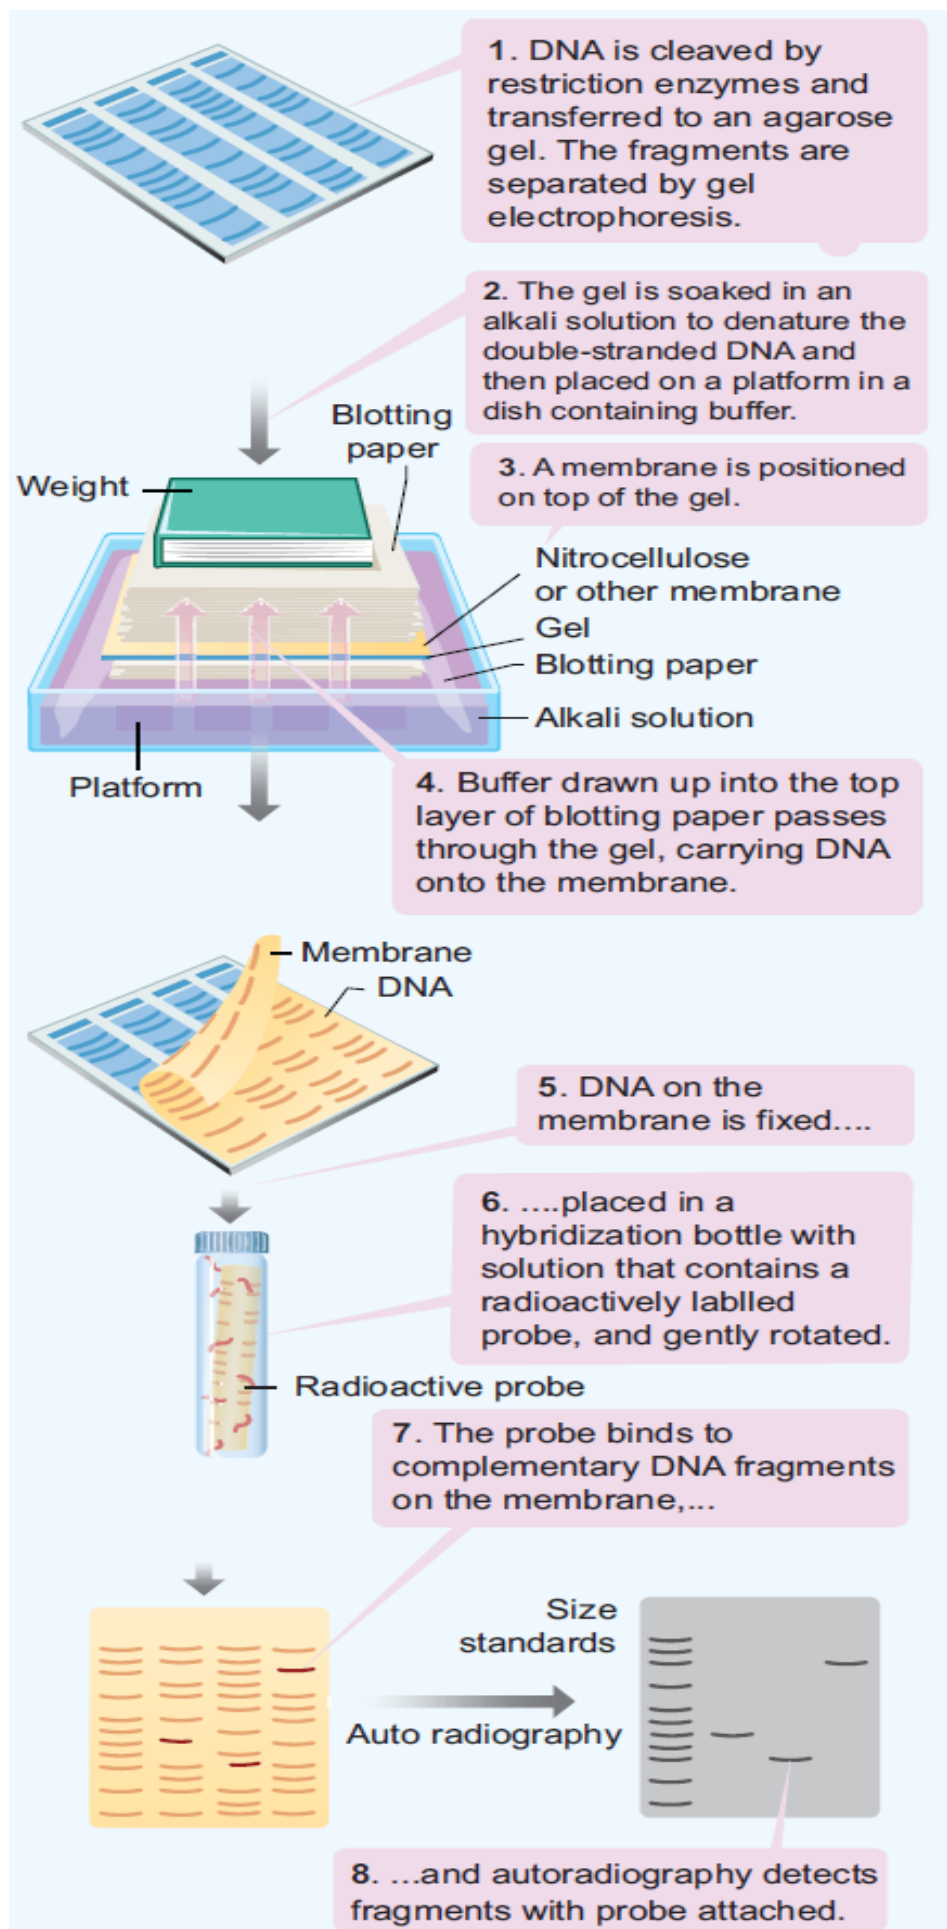 1. DNA is cleaved by
restriction enzymes and
transferred to an agarose
gel. The fragments are
separated by gel
electrophoresis.
2. The gel is soaked in an
alkali solution to denature the
double-stranded DNA and
then placed on a platform in a
dish containing buffer.
Blotting
paper
Weight
3. A membrane is positioned
on top of the gel.
Nitrocellulose
or other membrane
Gel
Blotting paper
Alkali solution
Platform
4. Buffer drawn up into the top
layer of blotting paper passes
through the gel, carrying DNA
onto the membrane.
Membrane
DNA
5. DNA on the
membrane is fixed....
6. ....placed in a
hybridization bottle with
solution that contains a
radioactively lablled
probe, and gently rotated.
Radioactive probe
7. The probe binds to
complementary DNA fragments
on the membrane,...
Size
standards
Auto radiography
8. ...and autoradiography detects
fragments with probe attached.